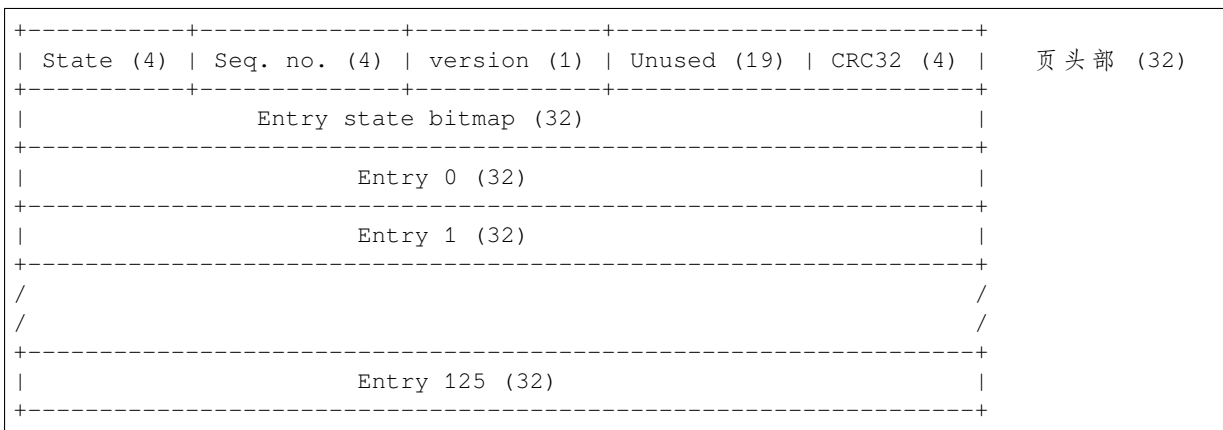 +-----------+--------------+-------------+-------------------------+
| State (4) | Seq. no. (4) | version (1) | Unused (19) | CRC32 (4) | 页头部 (32)
+-----------+--------------+-------------+-------------------------+
| Entry state bitmap (32) |
+------------------------------------------------------------------+
| Entry 0 (32) |
+------------------------------------------------------------------+
| Entry 1 (32) |
+------------------------------------------------------------------+
/ /
/ /
+------------------------------------------------------------------+
| Entry 125 (32) |
+------------------------------------------------------------------+